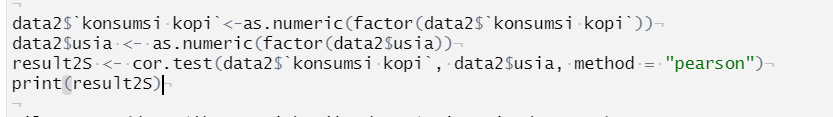 data2$`konsumsi kopi`<-as.numeric(factor(data2$`konsumsi kopi`))
data2$usia <- as.numeric(factor(data2$usia))
result2S <- cor.test(data2$`konsumsi kopi`, data2$usia, method = "pearson")
print(result2S)